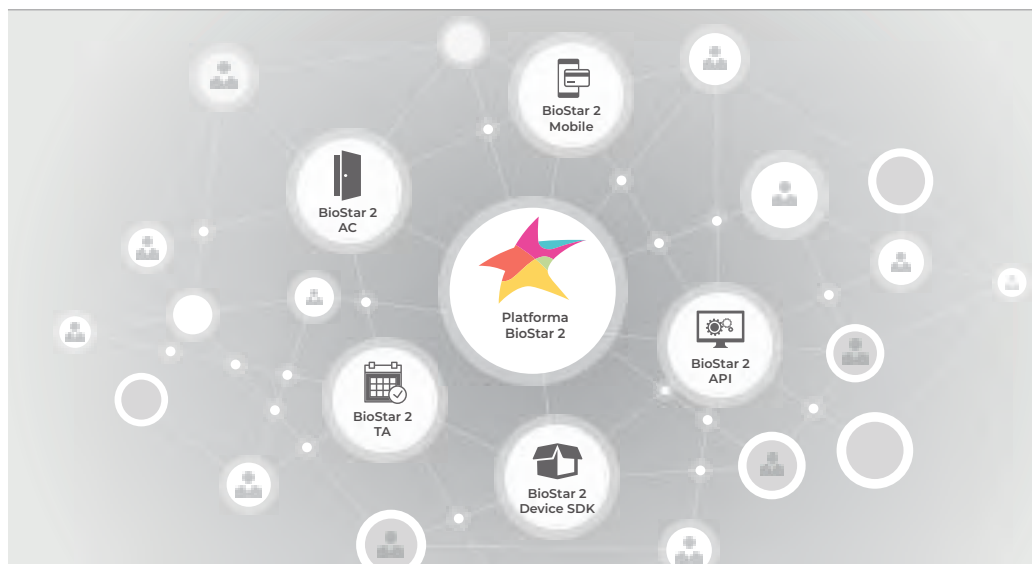 BioStar 2
Mobile
BioStar 2
AC
Platforma
BioStar 2
BioStar 2
API
BioStar 2
TA
BioStar 2
Device SDK